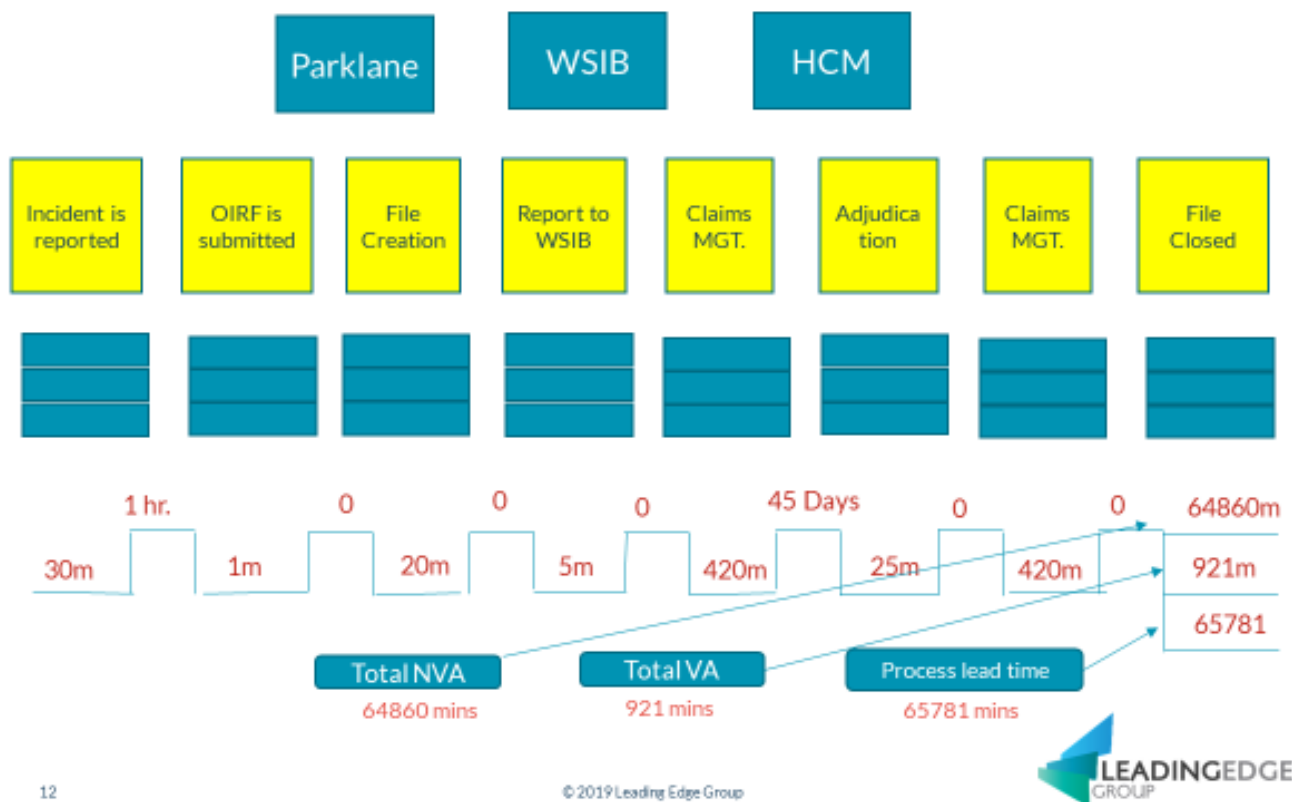 Parklane
WSIB
HCM
Incident is
reported
OIRF is
submitted
File
Creation
Report to
WSIB
Claims
MGT.
Adjudica
tion
Claims
MGT.
File
Closed
1 hr.
0
0
0
45 Days
0
0
64860m
30m
1m
20m
5m
420m
25m
420m
921m
65781
Total NVA
Total VA
Process lead time
64860 mins
921 mins
65781 mins
12
© 2019 Leading Edge Group
LEADINGEDGE
GROUP